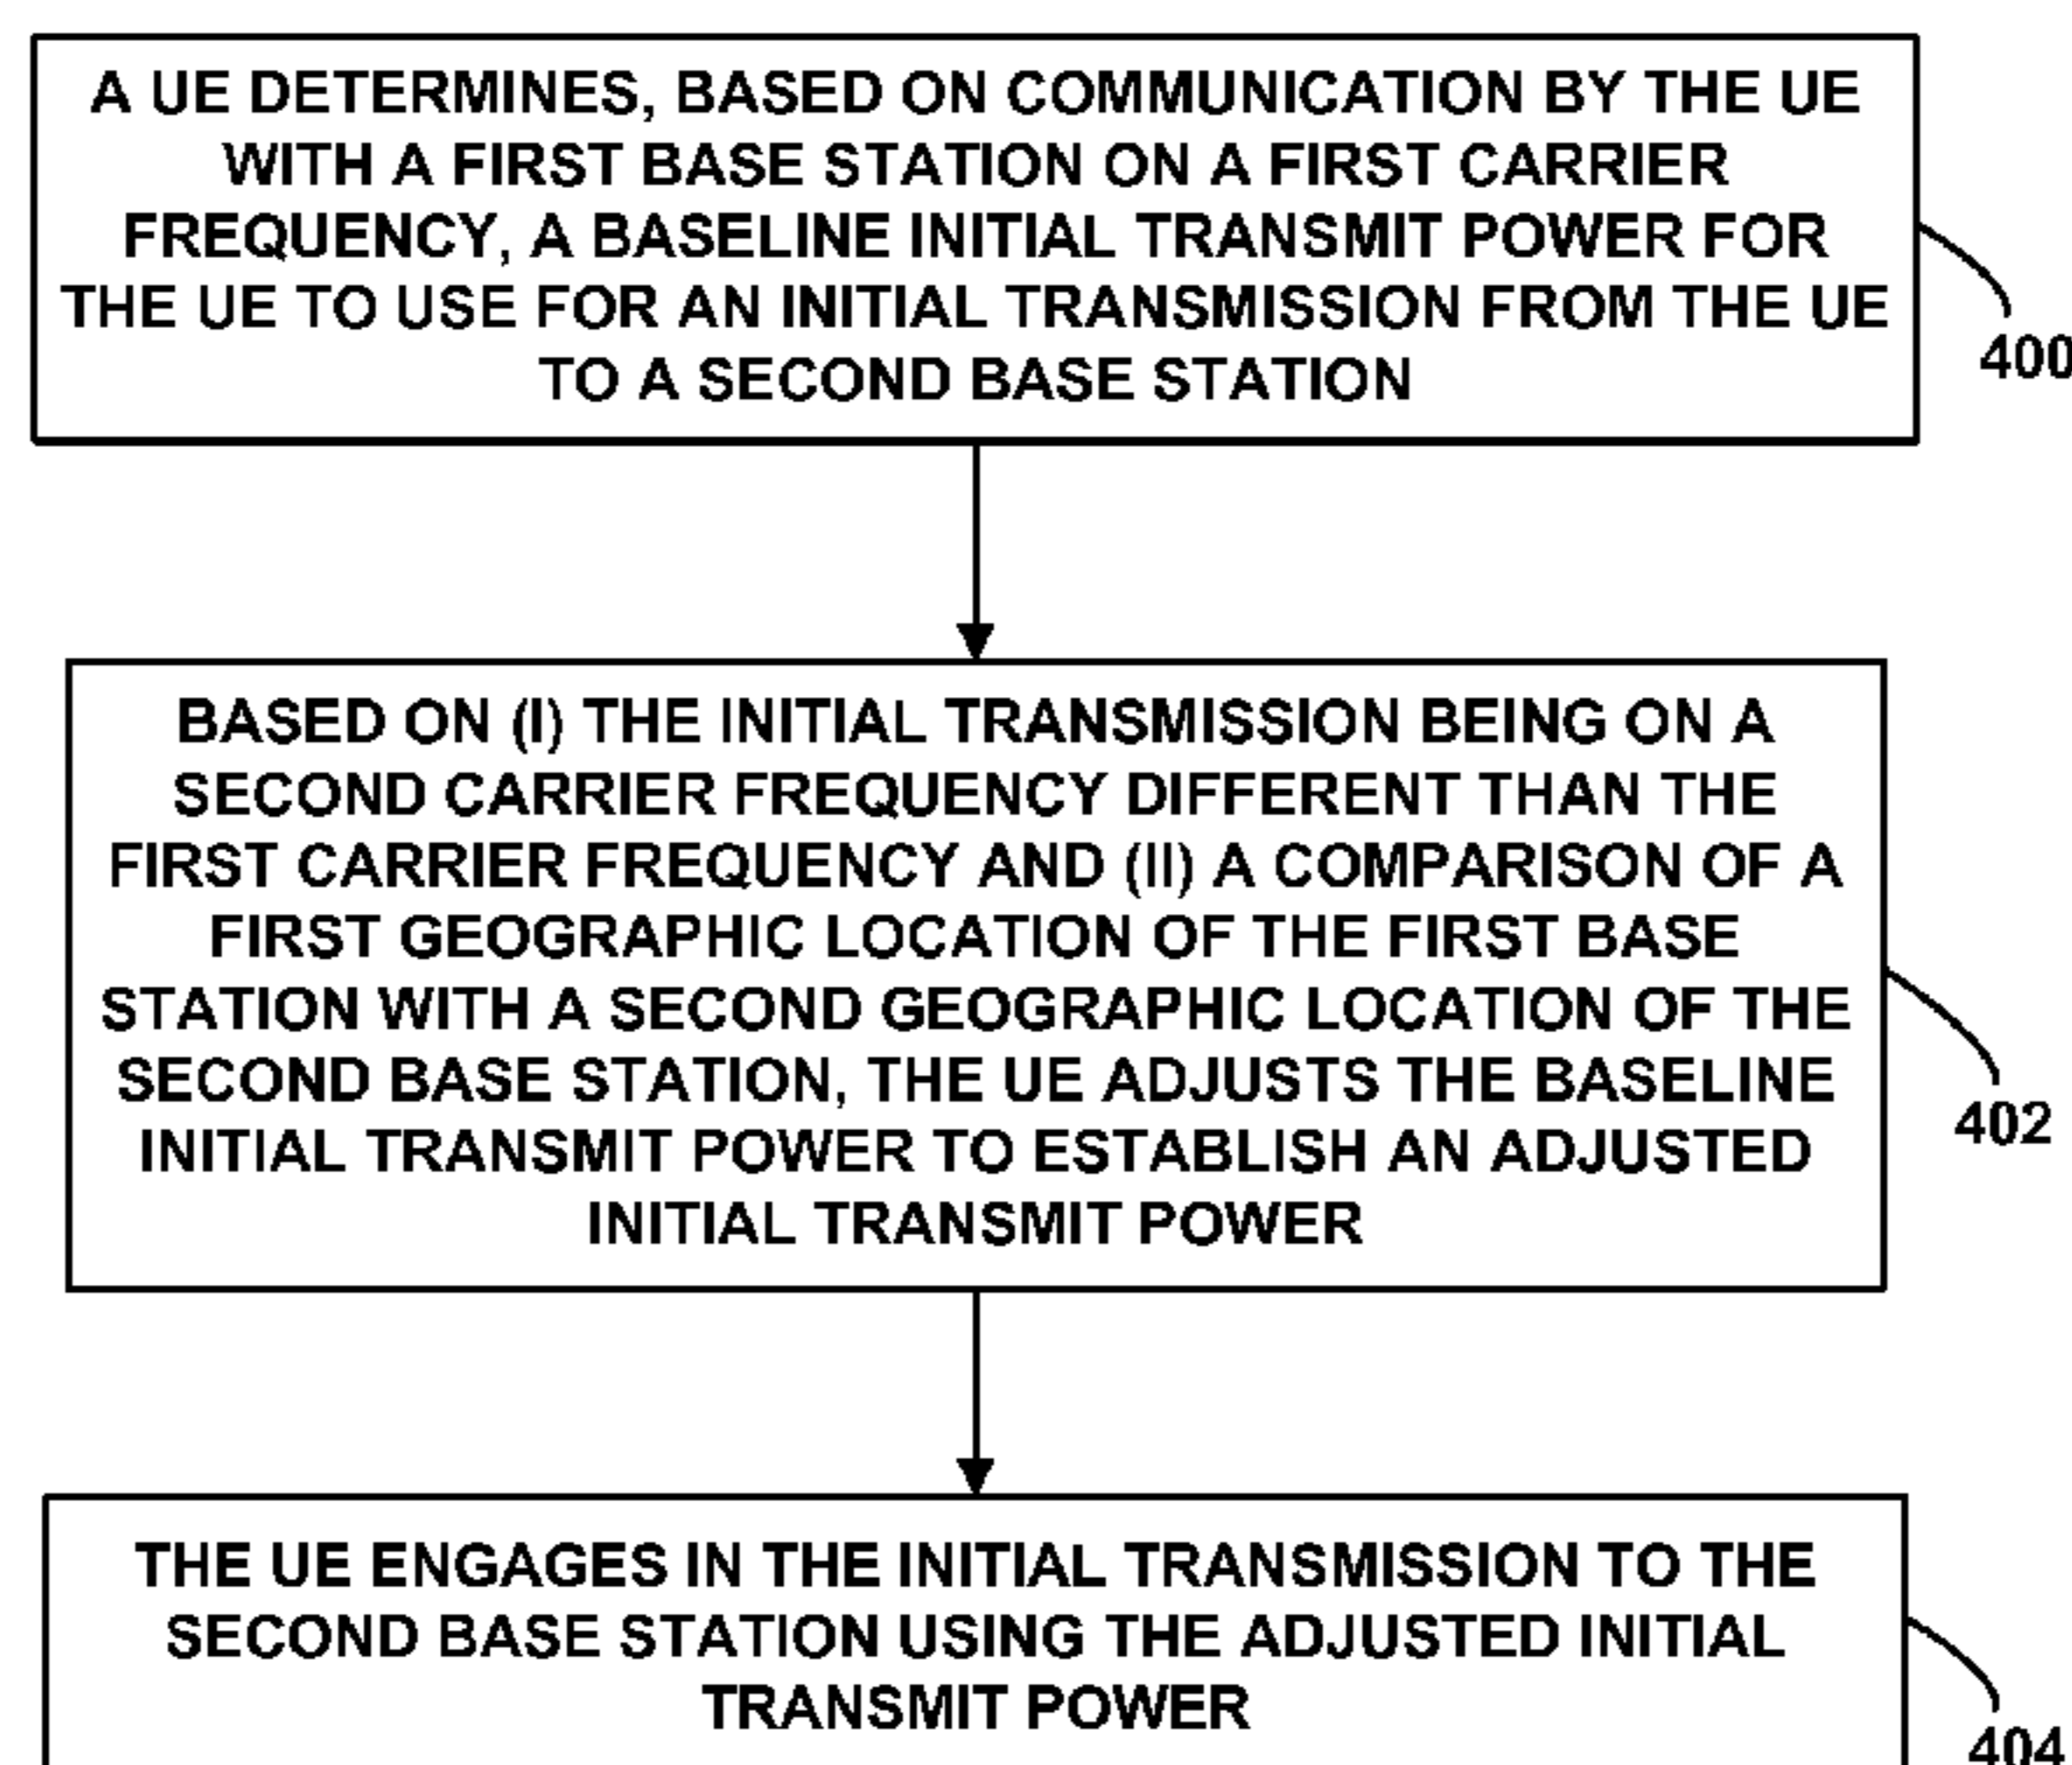 A UE DETERMINES, BASED ON COMMUNICATION BY THE UE
WITH A FIRST BASE STATION ON A FIRST CARRIER
FREQUENCY, A BASELINE INITIAL TRANSMIT POWER FOR
THE UE TO USE FOR AN INITIAL TRANSMISSION FROM THE UE
TO A SECOND BASE STATION
400
BASED ON (I) THE INITIAL TRANSMISSION BEING ON A
SECOND CARRIER FREQUENCY DIFFERENT THAN THE
FIRST CARRIER FREQUENCY AND (II) A COMPARISON OF A
FIRST GEOGRAPHIC LOCATION OF THE FIRST BASE
STATION WITH A SECOND GEOGRAPHIC LOCATION OF THE
SECOND BASE STATION, THE UE ADJUSTS THE BASELINE
INITIAL TRANSMIT POWER TO ESTABLISH AN ADJUSTED
INITIAL TRANSMIT POWER
402
THE UE ENGAGES IN THE INITIAL TRANSMISSION TO THE
SECOND BASE STATION USING THE ADJUSTED INITIAL
TRANSMIT POWER
404